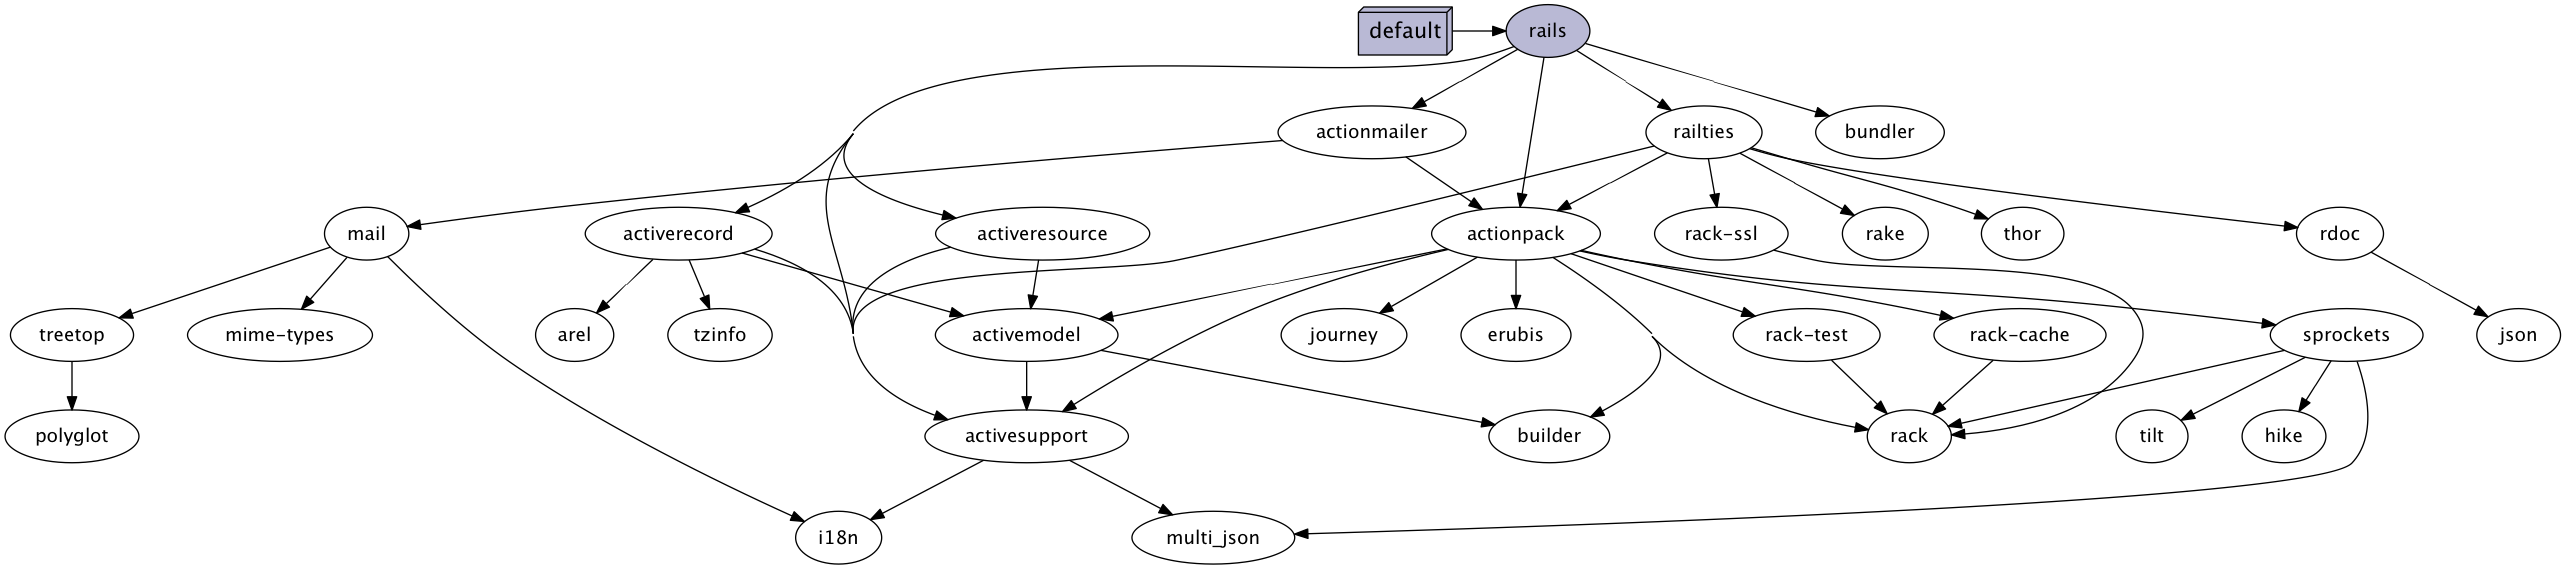 default
rails
actionmailer
railties
bundler
mail
activerecord
activeresource
actionpack
rack-ssl
rake
thor
rdoc
treetop
mime-types
arel
tzinfo
activemodel
journey
erubis
rack-test
rack-cache
sprockets
json
polyglot
activesupport
builder
rack
tilt
hike
i18n
multi_json